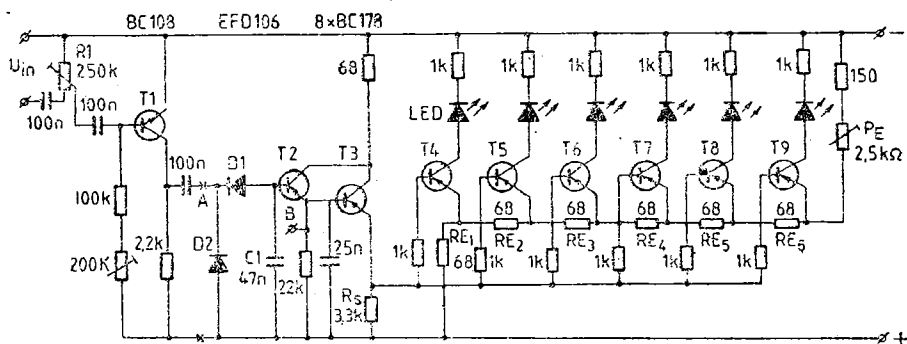 BC108 EFD106 8×BC178
Uin
R1
250k
100n
100n
T1
100k
200K
2,2k
100n
A
D1
D2
C1
47n
T2
B
22k
25n
T3
68
Rs
3,3k
1k 1k 1k 1k 1k 1k
LED
T4 T5 T6 T7 T8 T9
68 68 68 68 68
RE1 RE2 RE3 RE4 RE5 RE6
68
1k 1k 1k 1k 1k 1k
150
PE
2,5kΩ
-
+